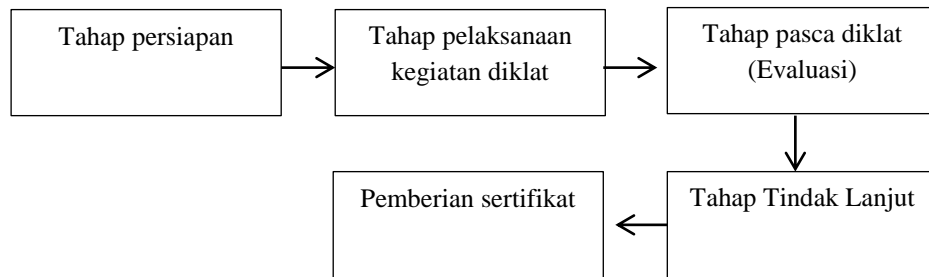 Tahap persiapan
Tahap pelaksanaan
kegiatan diklat
Tahap pasca diklat
(Evaluasi)
Tahap Tindak Lanjut
Pemberian sertifikat